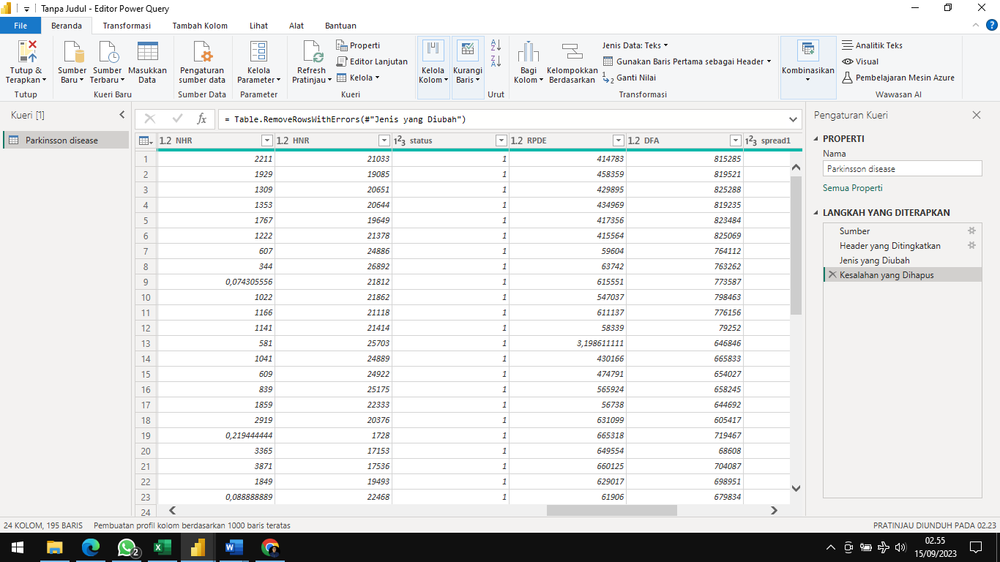 Tanpa Judul - Editor Power Query
File Beranda Transformasi Tambah Kolom Lihat Alat Bantuan
Tutup & Terapkan
Tutup
Sumber Baru
Sumber Terbaru
Masukkan Data
Kueri Baru
Pengaturan sumber data
Sumber Data
Kelola Parameter
Parameter
Refresh Pratinjau
Properti
Editor Lanjutan
Kelola
Kueri
Kelola Kolom
Kurangi Baris
Urut
Bagi Kolom
Kelompokkan Berdasarkan
Jenis Data: Teks
Gunakan Baris Pertama sebagai Header
Ganti Nilai
Transformasi
Kombinasikan
Analitik Teks
Visual
Pembelajaran Mesin Azure
Wawasan AI
Kueri [1]
Parkinsson disease
fx = Table.RemoveRowsWithErrors(#"Jenis yang Diubah")
1.2 NHR 1.2 HNR 123 status 1.2 RPDE 1.2 DFA 123 spread1
1 2211 21033 1 414783 815285
2 1929 19085 1 458359 819521
3 1309 20651 1 429895 825288
4 1353 20644 1 434969 819235
5 1767 19649 1 417356 823484
6 1222 21378 1 415564 825069
7 607 24886 1 59604 764112
8 344 26892 1 63742 763262
9 0,074305556 21812 1 615551 773587
10 1022 21862 1 547037 798463
11 1166 21118 1 611137 776156
12 1141 21414 1 58339 79252
13 581 25703 1 3,198611111 646846
14 1041 24889 1 430166 665833
15 609 24922 1 474791 654027
16 839 25175 1 565924 658245
17 1859 22333 1 56738 644692
18 2919 20376 1 631099 605417
19 0,219444444 1728 1 665318 719467
20 3365 17153 1 649554 68608
21 3871 17536 1 660125 704087
22 1849 19493 1 629017 698951
23 0,088888889 22468 1 61906 679834
24
Pengaturan Kueri
PROPERTI
Nama
Parkinsson disease
Semua Properti
LANGKAH YANG DITERAPKAN
Sumber
Header yang Ditingkatkan
Jenis yang Diubah
Kesalahan yang Dihapus
24 KOLOM, 195 BARIS Pembuatan profil kolom berdasarkan 1000 baris teratas
PRATINJAU DIUNDUH PADA 02.23
2
02.55
15/09/2023